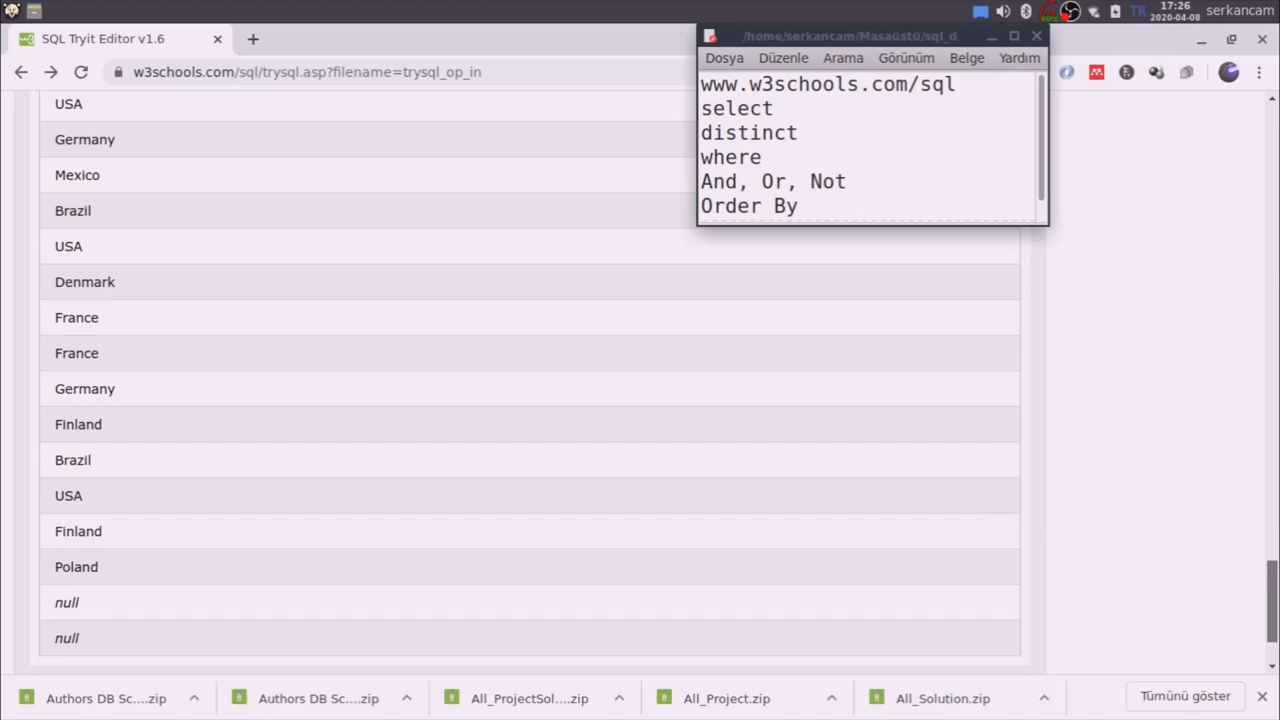 TR
17:26
2020-04-08
serkancam
SQL Tryit Editor v1.6
/home/serkancam/Masaüstü/sql_d
w3schools.com/sql/trysql.asp?filename=trysql_op_in
Dosya Düzenle Arama Görünüm Belge Yardım
www.w3schools.com/sql
select
distinct
where
And, Or, Not
Order By
USA
Germany
Mexico
Brazil
USA
Denmark
France
France
Germany
Finland
Brazil
USA
Finland
Poland
null
null
Authors DB Sc....zip
Authors DB Sc....zip
All_ProjectSol....zip
All_Project.zip
All_Solution.zip
Tümünü göster